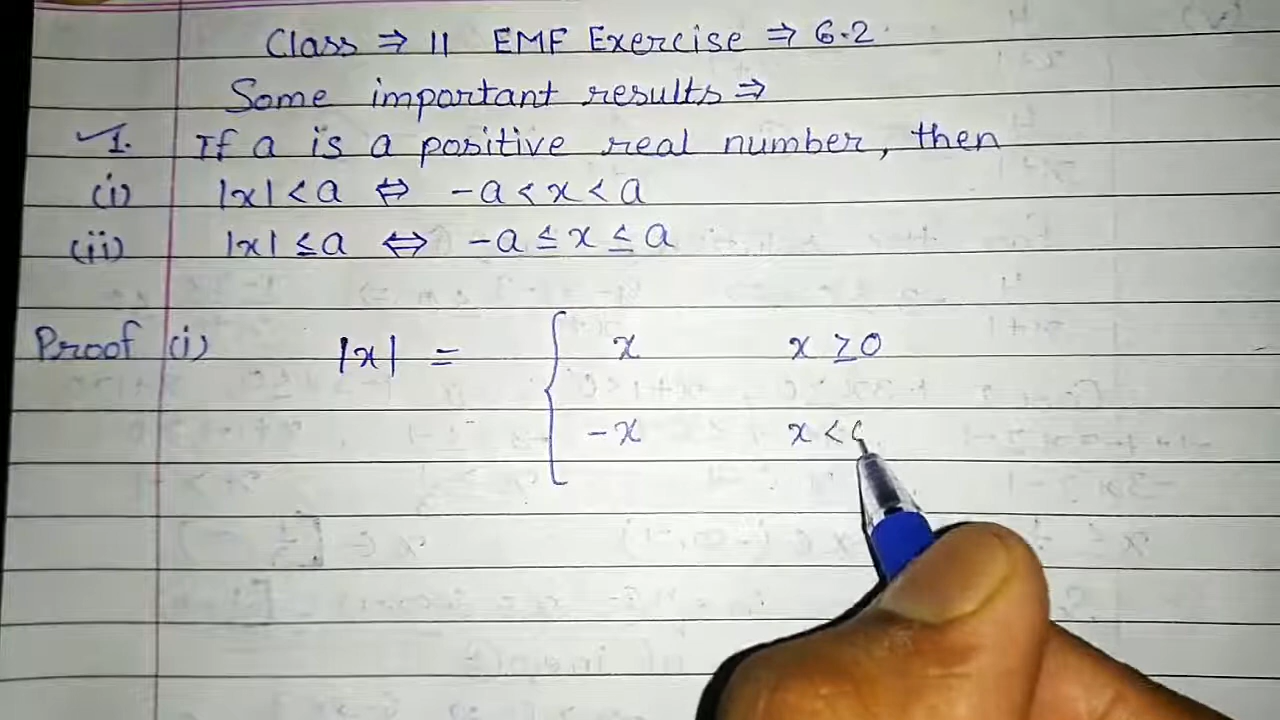 Class ⇒ 11 EMF Exercise ⇒ 6.2
Some important results ⇒
1. If a is a positive real number, then
(i) |x| < a ⇔ -a < x < a
(ii) |x| ≤ a ⇔ -a ≤ x ≤ a
Proof (i) |x| = { x x ≥ 0
-x x <